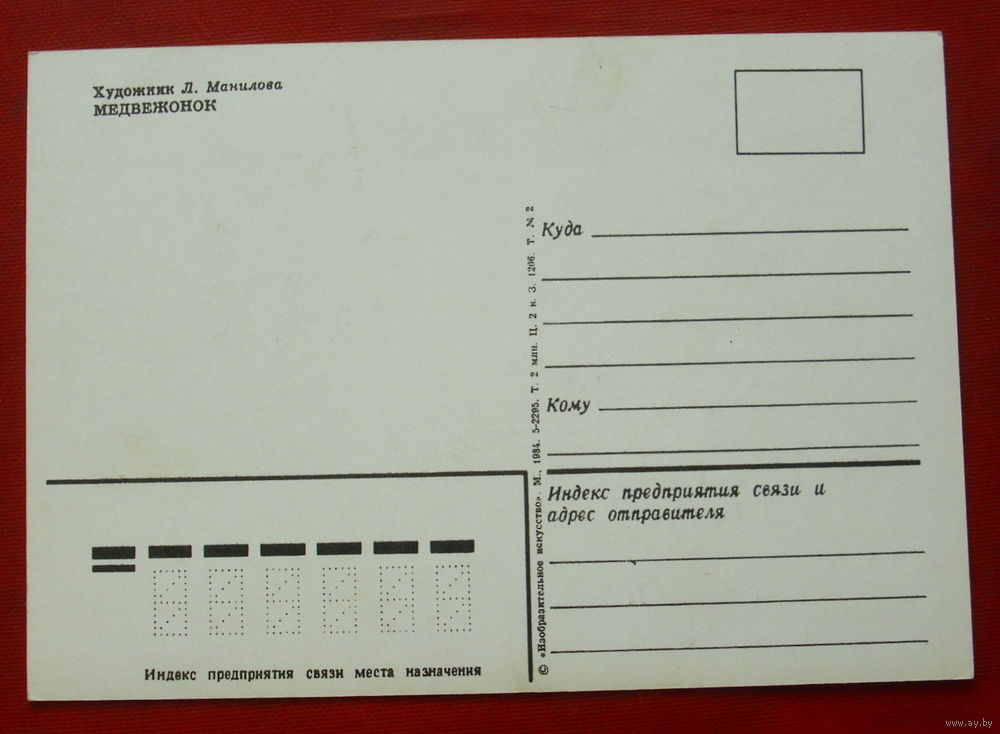 Художник Л. Манилова
МЕДВЕЖОНОК
Куда
Кому
Индекс предприятия связи и
адрес отправителя
© «Изобразительное искусство». М., 1984. 5-2295. Т. 2 млн. Ц. 2 к. З. 1206. Т. № 2
Индекс предприятия связи места назначения
www.ay.by